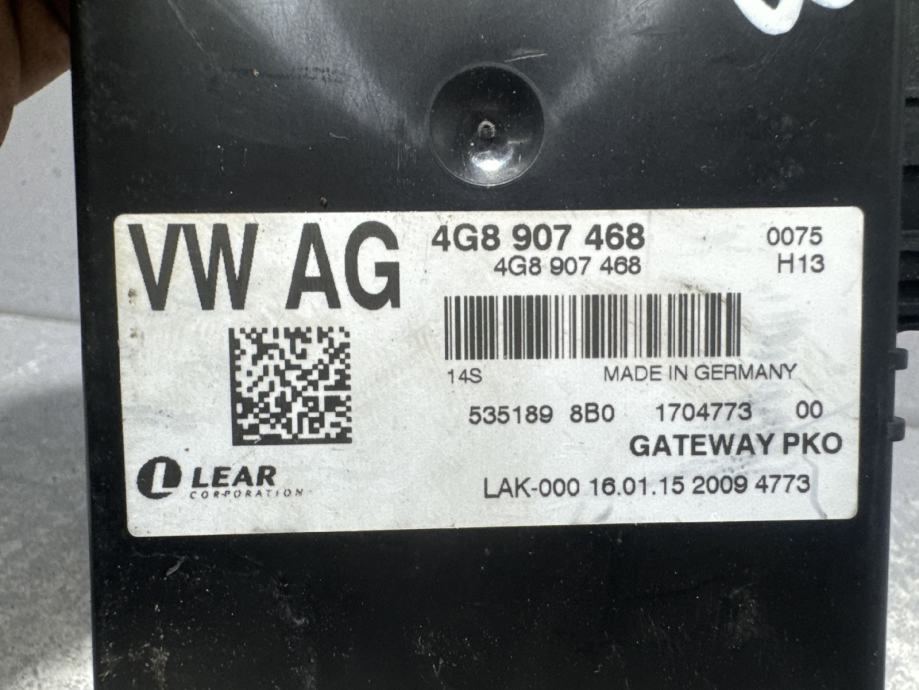 VW AG
4G8 907 468
0075
4G8 907 468
H13
14S
MADE IN GERMANY
535189 8B0 1704773 00
GATEWAY PKO
LEAR
CORPORATION
LAK-000 16.01.15 2009 4773